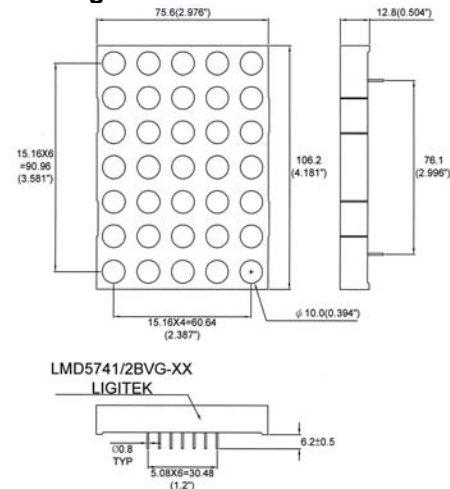 75.6(2.976")
12.8(0.504")
15.16X6
=90.96
(3.581")
106.2
(4.181")
76.1
(2.996")
15.16X4=60.64
(2.387")
ϕ 10.0(0.394")
LMD5741/2BVG-XX
LIGITEK
Ø0.8
TYP
5.08X6=30.48
(1.2")
6.2±0.5